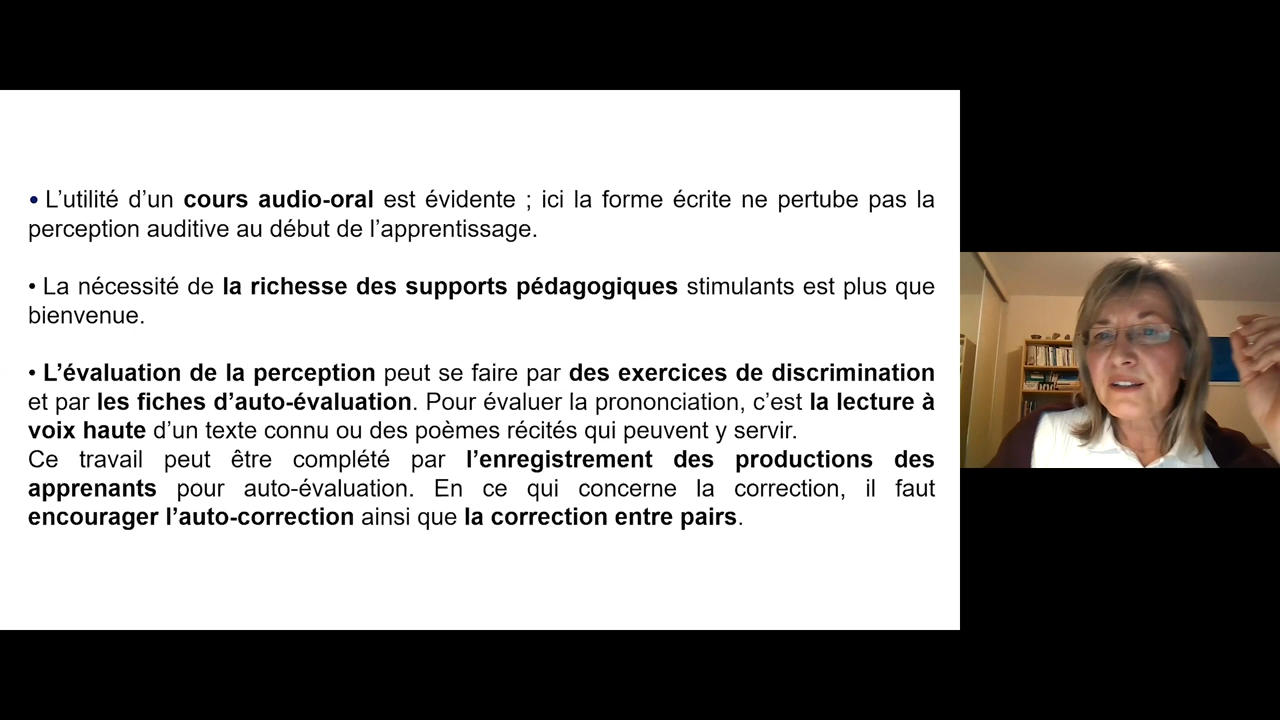 • L’utilité d’un cours audio-oral est évidente ; ici la forme écrite ne pertube pas la
perception auditive au début de l’apprentissage.
• La nécessité de la richesse des supports pédagogiques stimulants est plus que
bienvenue.
• L’évaluation de la perception peut se faire par des exercices de discrimination
et par les fiches d’auto-évaluation. Pour évaluer la prononciation, c’est la lecture à
voix haute d’un texte connu ou des poèmes récités qui peuvent y servir.
Ce travail peut être complété par l’enregistrement des productions des
apprenants pour auto-évaluation. En ce qui concerne la correction, il faut
encourager l’auto-correction ainsi que la correction entre pairs.